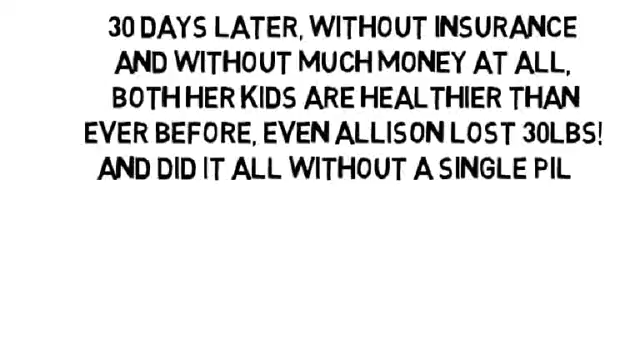 30 DAYS LATER, WITHOUT INSURANCE
AND WITHOUT MUCH MONEY AT ALL,
BOTH HER KIDS ARE HEALTHIER THAN
EVER BEFORE, EVEN ALLISON LOST 30LBS!
AND DID IT ALL WITHOUT A SINGLE PIL